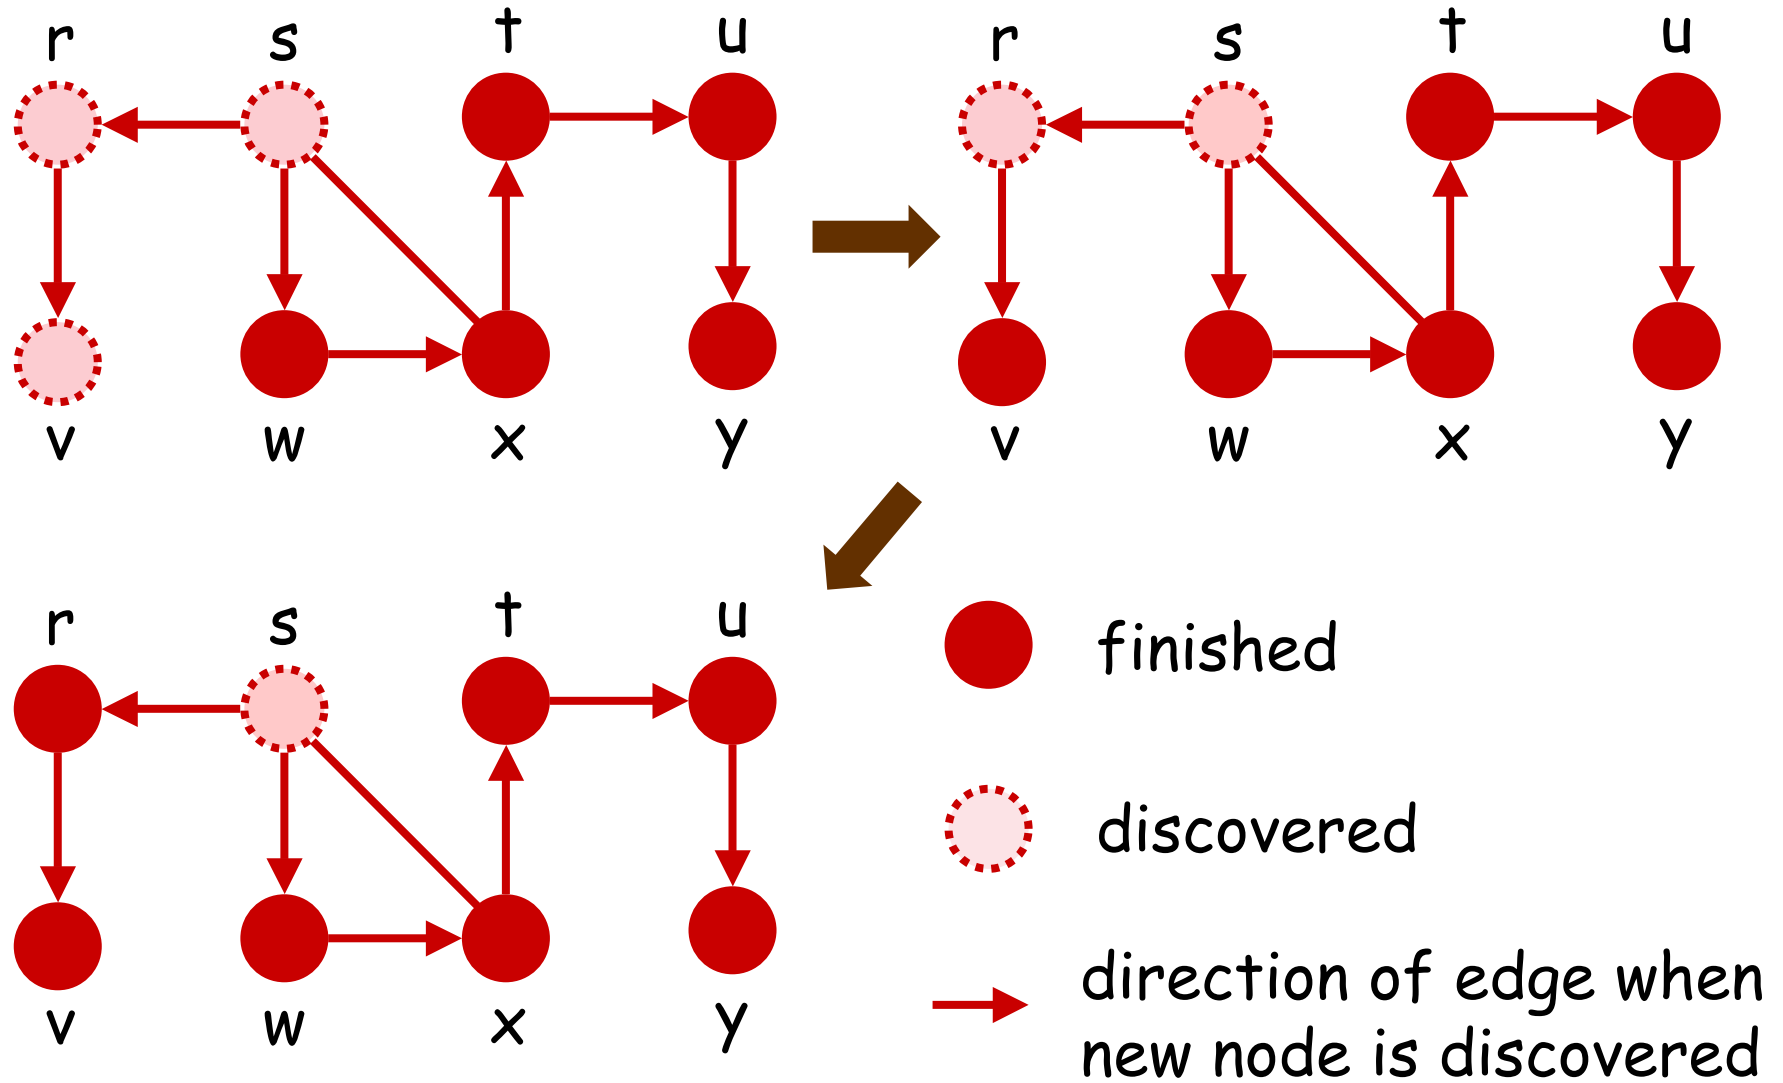 r s t u
v w x y
r s t u
v w x y
r s t u
v w x y
finished
discovered
direction of edge when
new node is discovered